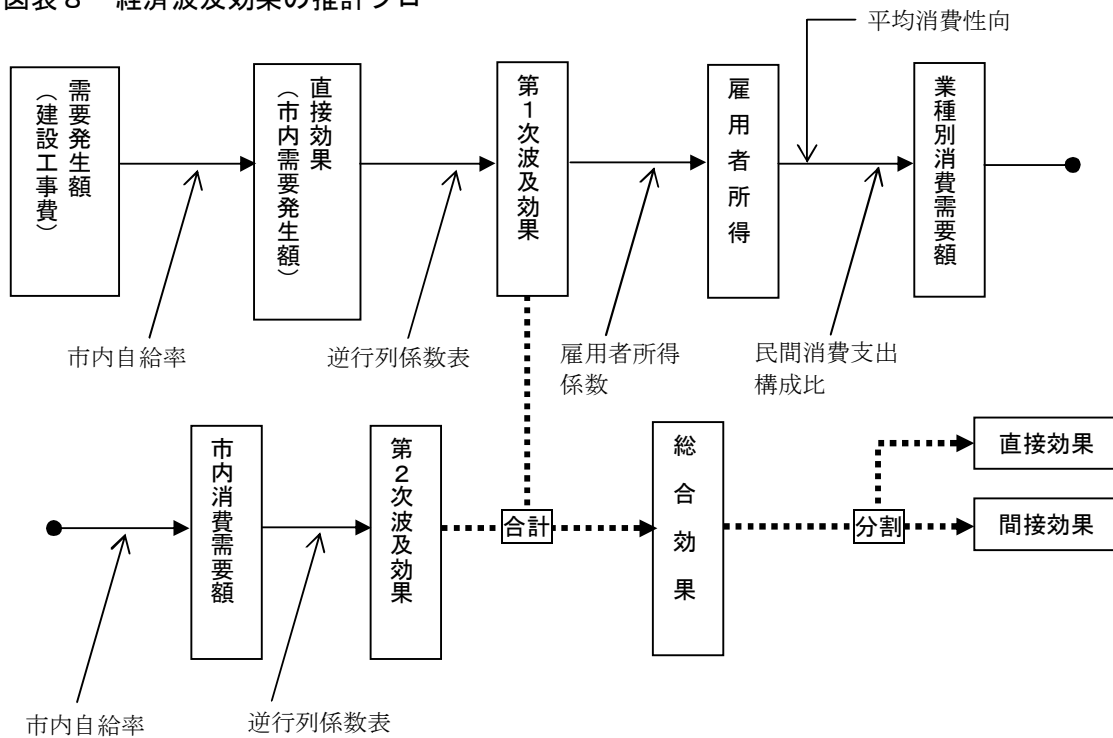 図表8 経済波及効果の推計フロー
平均消費性向
需要発生額
（建設工事費）
直接効果
（市内需要発生額）
第1次波及効果
雇用者所得
業種別消費需要額
市内自給率
逆行列係数表
雇用者所得
係数
民間消費支出
構成比
市内消費需要額
第2次波及効果
合計
総合効果
分割
直接効果
間接効果
市内自給率
逆行列係数表